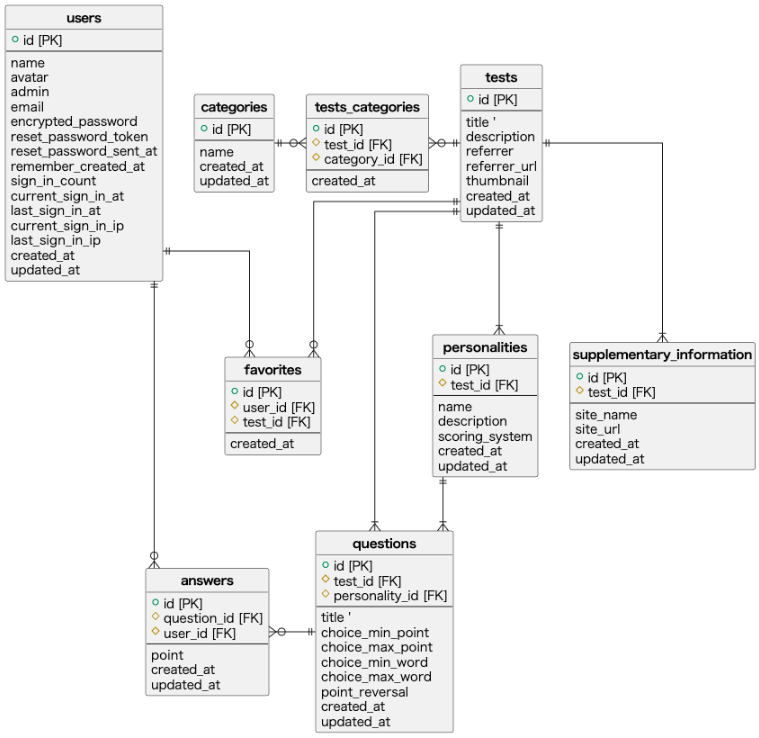 users
id [PK]
name
avatar
admin
email
encrypted_password
reset_password_token
reset_password_sent_at
remember_created_at
sign_in_count
current_sign_in_at
last_sign_in_at
current_sign_in_ip
last_sign_in_ip
created_at
updated_at
categories
id [PK]
name
created_at
updated_at
tests_categories
id [PK]
test_id [FK]
category_id [FK]
created_at
tests
id [PK]
title '
description
referrer
referrer_url
thumbnail
created_at
updated_at
favorites
id [PK]
user_id [FK]
test_id [FK]
created_at
personalities
id [PK]
test_id [FK]
name
description
scoring_system
created_at
updated_at
supplementary_information
id [PK]
test_id [FK]
site_name
site_url
created_at
updated_at
answers
id [PK]
question_id [FK]
user_id [FK]
point
created_at
updated_at
questions
id [PK]
test_id [FK]
personality_id [FK]
title '
choice_min_point
choice_max_point
choice_min_word
choice_max_word
point_reversal
created_at
updated_at